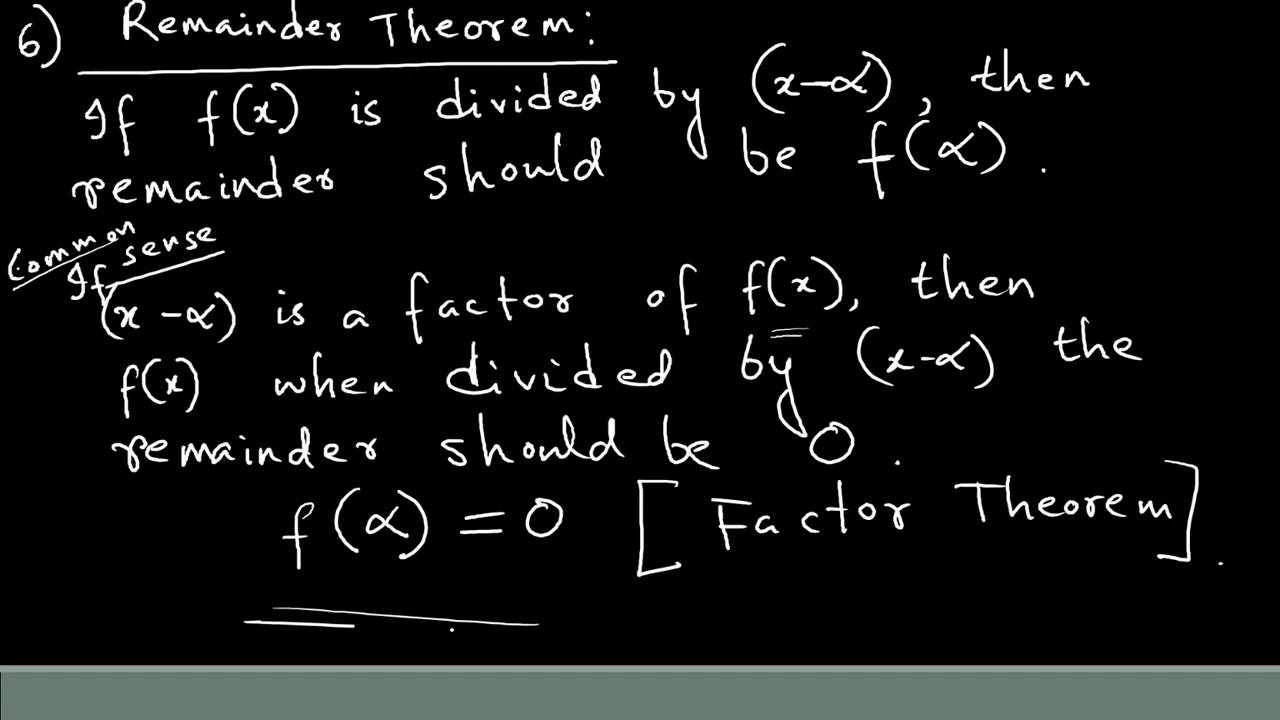 6) Remainder Theorem:
If f(x) is divided by (x-α), then
remainder should be f(α).
Common sense
If
(x-α) is a factor of f(x), then
f(x) when divided by (x-α) the
remainder should be 0.
f(α) = 0 [Factor Theorem].